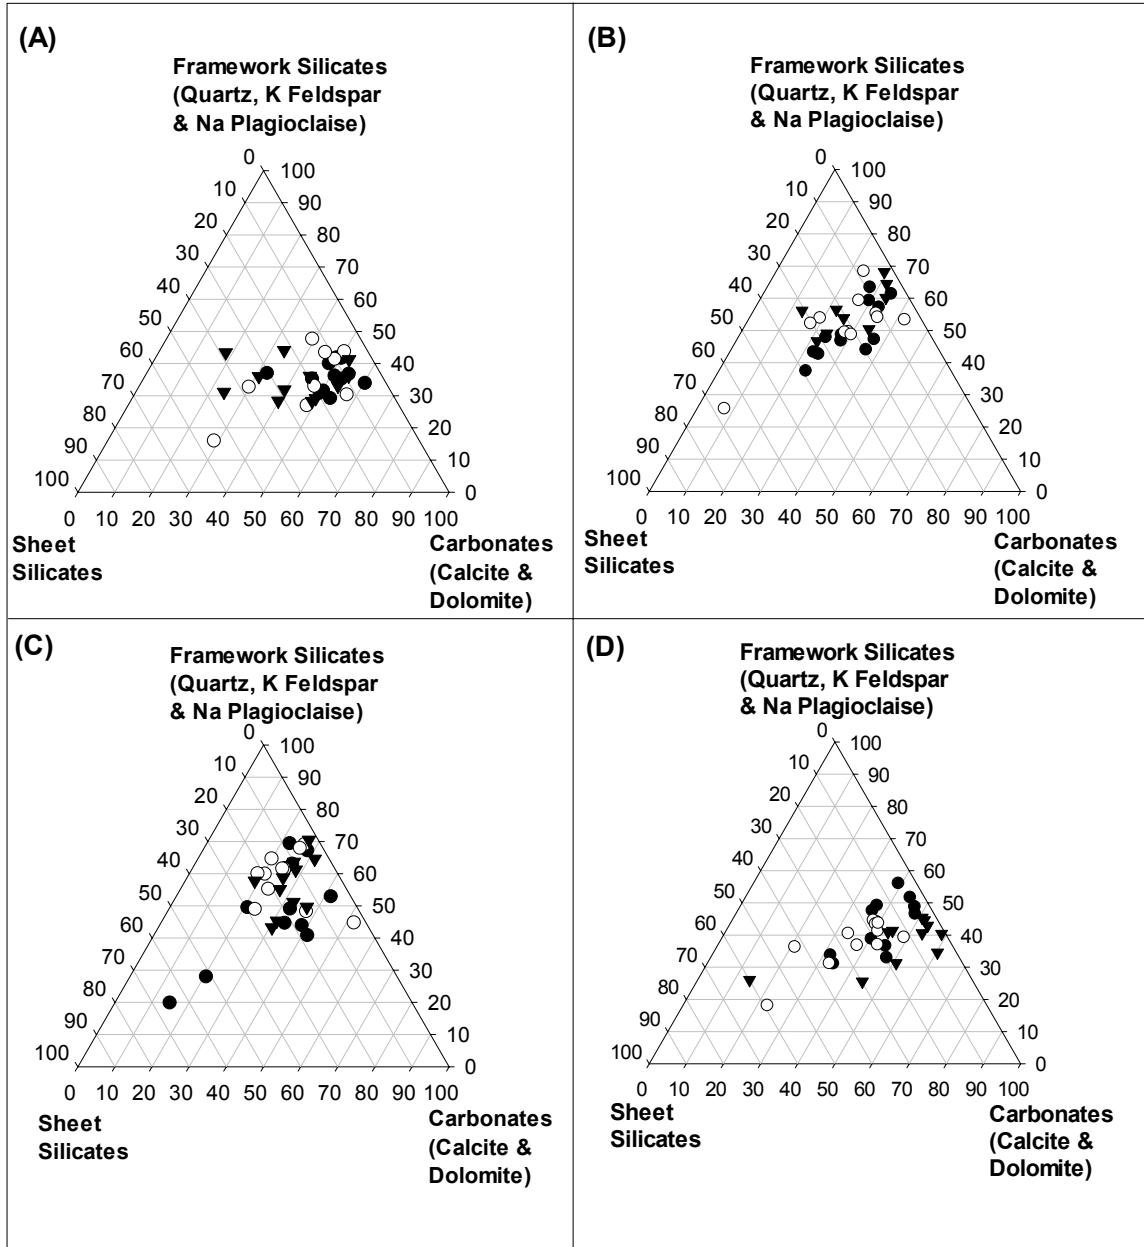 (A)
Framework Silicates
(Quartz, K Feldspar
& Na Plagioclaise)
0
100
10
90
20
80
30
70
40
60
50
50
60
40
70
30
80
20
90
10
100
0
0 10 20 30 40 50 60 70 80 90 100
Sheet
Silicates
Carbonates
(Calcite &
Dolomite)
(B)
Framework Silicates
(Quartz, K Feldspar
& Na Plagioclaise)
0
100
10
90
20
80
30
70
40
60
50
50
60
40
70
30
80
20
90
10
100
0
0 10 20 30 40 50 60 70 80 90 100
Sheet
Silicates
Carbonates
(Calcite &
Dolomite)
(C)
Framework Silicates
(Quartz, K Feldspar
& Na Plagioclaise)
0
100
10
90
20
80
30
70
40
60
50
50
60
40
70
30
80
20
90
10
100
0
0 10 20 30 40 50 60 70 80 90 100
Sheet
Silicates
Carbonates
(Calcite &
Dolomite)
(D)
Framework Silicates
(Quartz, K Feldspar
& Na Plagioclaise)
0
100
10
90
20
80
30
70
40
60
50
50
60
40
70
30
80
20
90
10
100
0
0 10 20 30 40 50 60 70 80 90 100
Sheet
Silicates
Carbonates
(Calcite &
Dolomite)